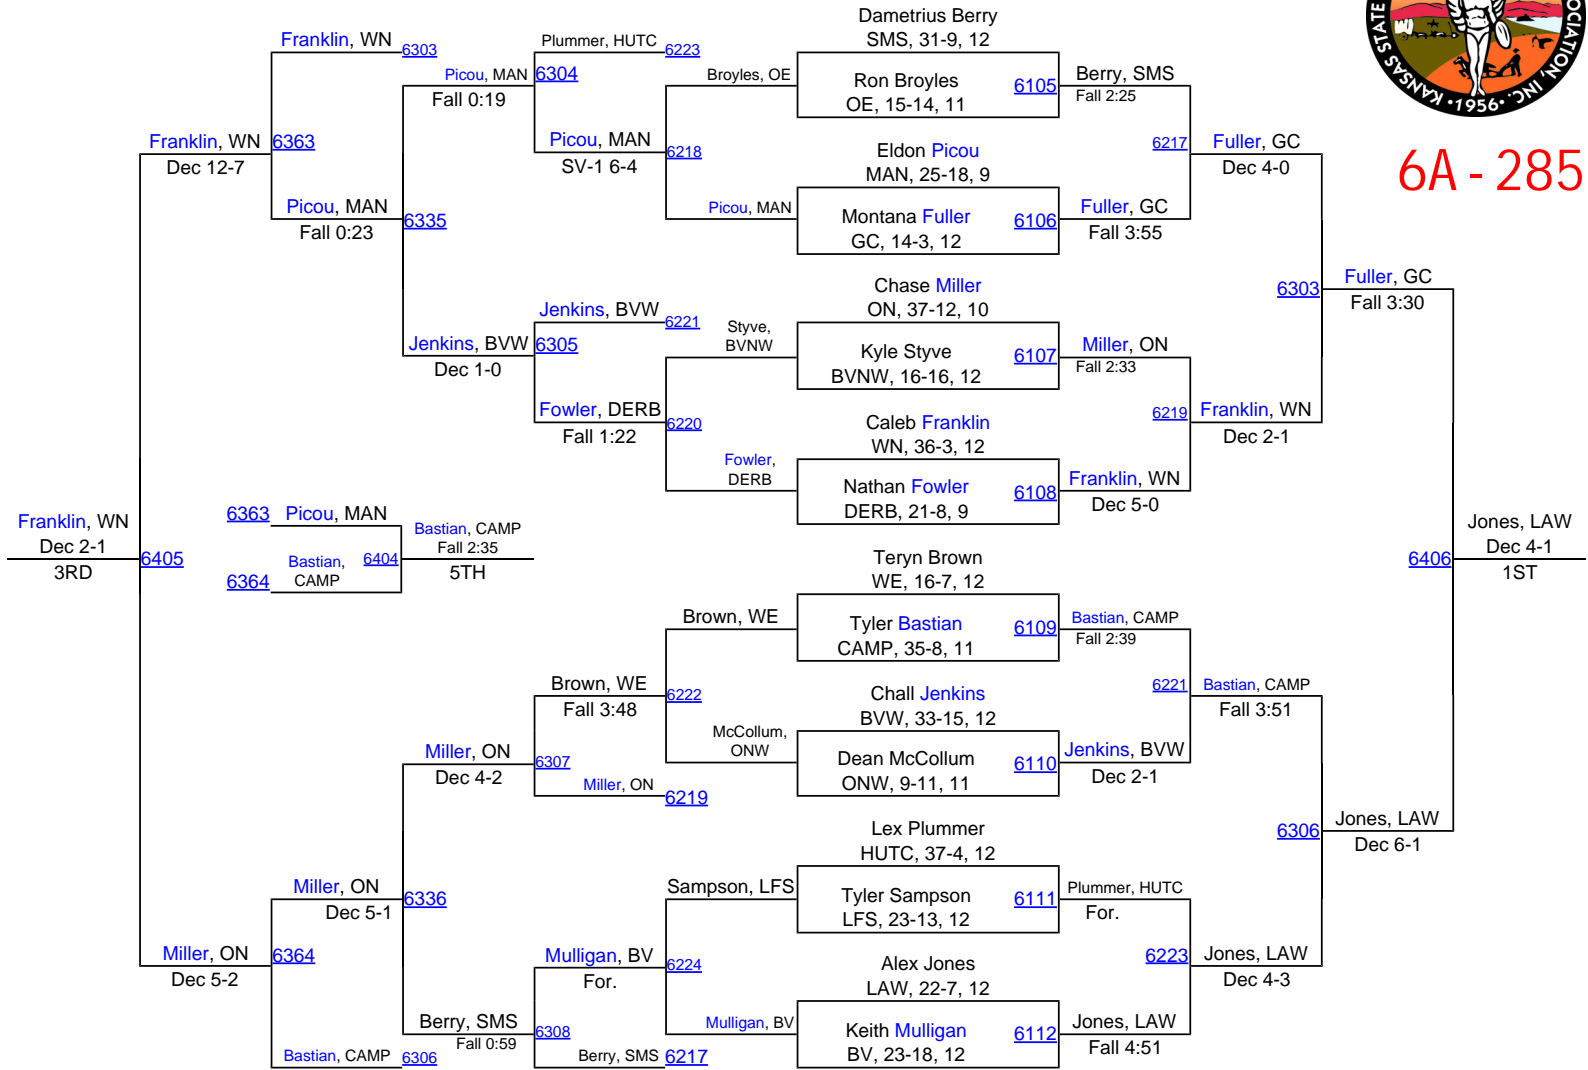 Dametrius Berry
SMS, 31-9, 12
Ron Broyles
OE, 15-14, 11
6105
Berry, SMS
Fall 2:25
Eldon Picou
MAN, 25-18, 9
Montana Fuller
GC, 14-3, 12
6106
Fuller, GC
Fall 3:55
6217
Fuller, GC
Dec 4-0
Chase Miller
ON, 37-12, 10
Kyle Styve
BVNW, 16-16, 12
6107
Miller, ON
Fall 2:33
Caleb Franklin
WN, 36-3, 12
Nathan Fowler
DERB, 21-8, 9
6108
Franklin, WN
Dec 5-0
6219
Franklin, WN
Dec 2-1
6303
Fuller, GC
Fall 3:30
Teryn Brown
WE, 16-7, 12
Tyler Bastian
CAMP, 35-8, 11
6109
Bastian, CAMP
Fall 2:39
Chall Jenkins
BVW, 33-15, 12
Dean McCollum
ONW, 9-11, 11
6110
Jenkins, BVW
Dec 2-1
6221
Bastian, CAMP
Fall 3:51
Lex Plummer
HUTC, 37-4, 12
Tyler Sampson
LFS, 23-13, 12
6111
Plummer, HUTC
For.
Alex Jones
LAW, 22-7, 12
Keith Mulligan
BV, 23-18, 12
6112
Jones, LAW
Fall 4:51
6223
Jones, LAW
Dec 4-3
6306
Jones, LAW
Dec 6-1
6406
Jones, LAW
Dec 4-1
1ST
KANSAS STATE
OCIATION, INC.
•1956•
6A - 285
Franklin, WN
6303
Plummer, HUTC
6223
Picou, MAN
Fall 0:19
6304
Broyles, OE
Picou, MAN
SV-1 6-4
6218
Picou, MAN
Franklin, WN
Dec 12-7
6363
Picou, MAN
Fall 0:23
6335
Jenkins, BVW
6221
Jenkins, BVW
Dec 1-0
6305
Styve,
BVNW
Fowler, DERB
Fall 1:22
6220
Fowler,
DERB
Franklin, WN
Dec 2-1
3RD
6405
6363
Picou, MAN
6364
Bastian,
CAMP
6404
Bastian, CAMP
Fall 2:35
5TH
Brown, WE
Brown, WE
Fall 3:48
6222
McCollum,
ONW
Miller, ON
Dec 4-2
6307
Miller, ON
6219
Miller, ON
Dec 5-1
6336
Sampson, LFS
Miller, ON
Dec 5-2
6364
Mulligan, BV
For.
6224
Mulligan, BV
Berry, SMS
Fall 0:59
6308
Berry, SMS
6217
Bastian, CAMP
6306